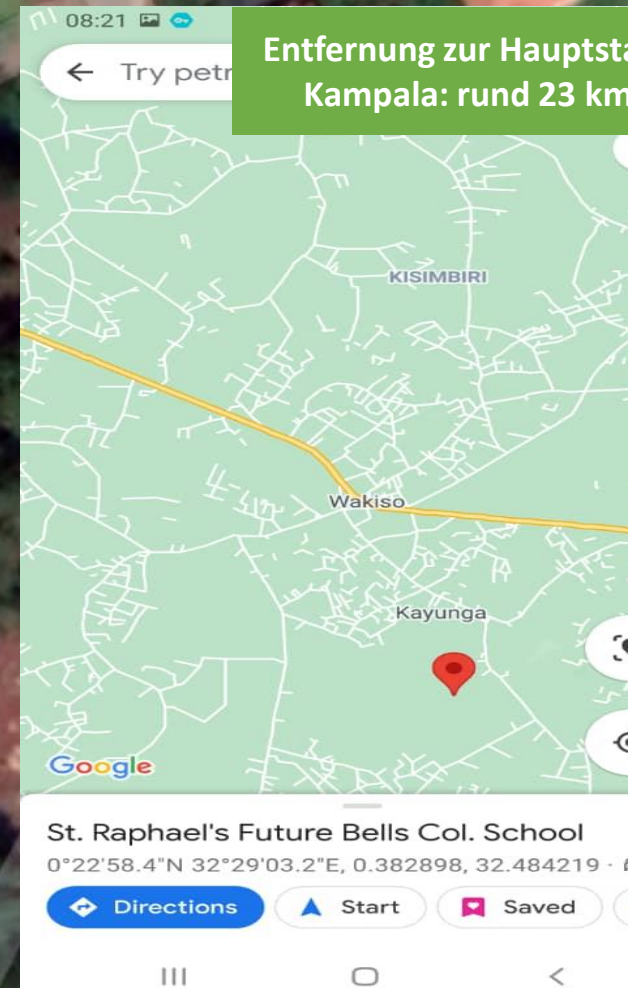 08:21
Entfernung zur Hauptsta
Kampala: rund 23 km
Try petr
KISIMBIRI
Wakiso
Kayunga
Google
St. Raphael's Future Bells Col. School
0°22'58.4"N 32°29'03.2"E, 0.382898, 32.484219 ·
Directions
Start
Saved